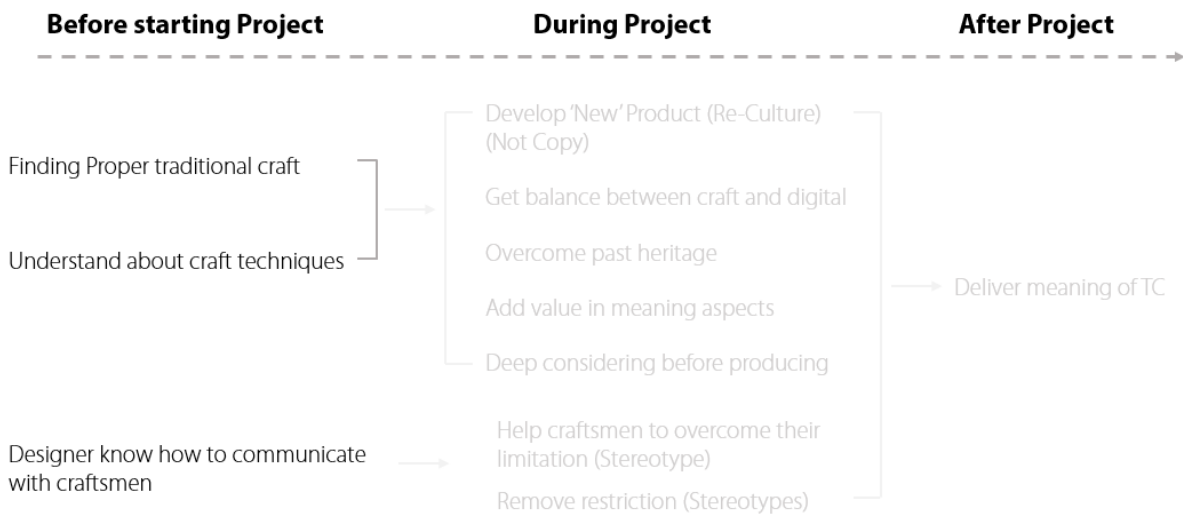 Before starting Project
During Project
After Project
Finding Proper traditional craft
Understand about craft techniques
Designer know how to communicate
with craftsmen
Develop ‘New’ Product (Re-Culture)
(Not Copy)
Get balance between craft and digital
Overcome past heritage
Add value in meaning aspects
Deep considering before producing
Help craftsmen to overcome their
limitation (Stereotype)
Remove restriction (Stereotypes)
Deliver meaning of TC